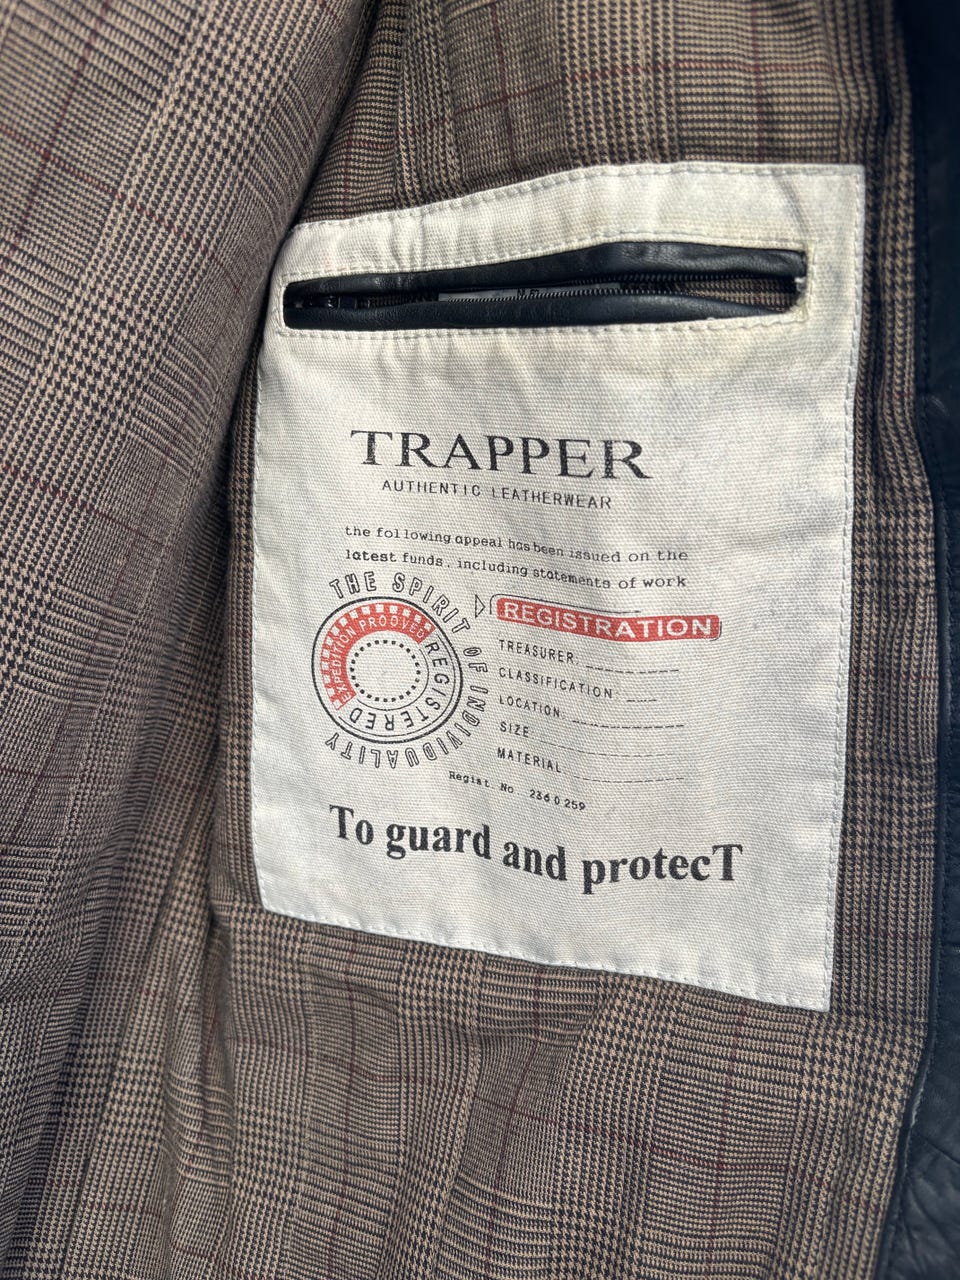 TRAPPER
AUTHENTIC LEATHERWEAR
the following appeal has been issued on the
latest funds, including statements of work
THE SPIRIT OF INDIVIDUALITY
EXPEDITION PROOVED
REGISTERED
REGISTRATION
TREASURER:
CLASSIFICATION
LOCATION
SIZE
MATERIAL
Regist. No 2360259
To guard and protecT